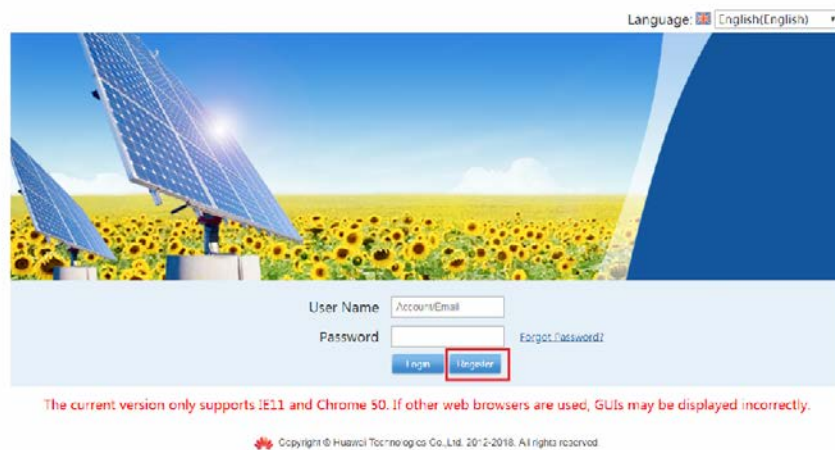 Language: English(English)
User Name Account/Email
Password Forgot Password?
Login Register
The current version only supports IE11 and Chrome 50. If other web browsers are used, GUIs may be displayed incorrectly.
Copyright © Huawei Technologies Co.,Ltd. 2012-2018. All rights reserved.